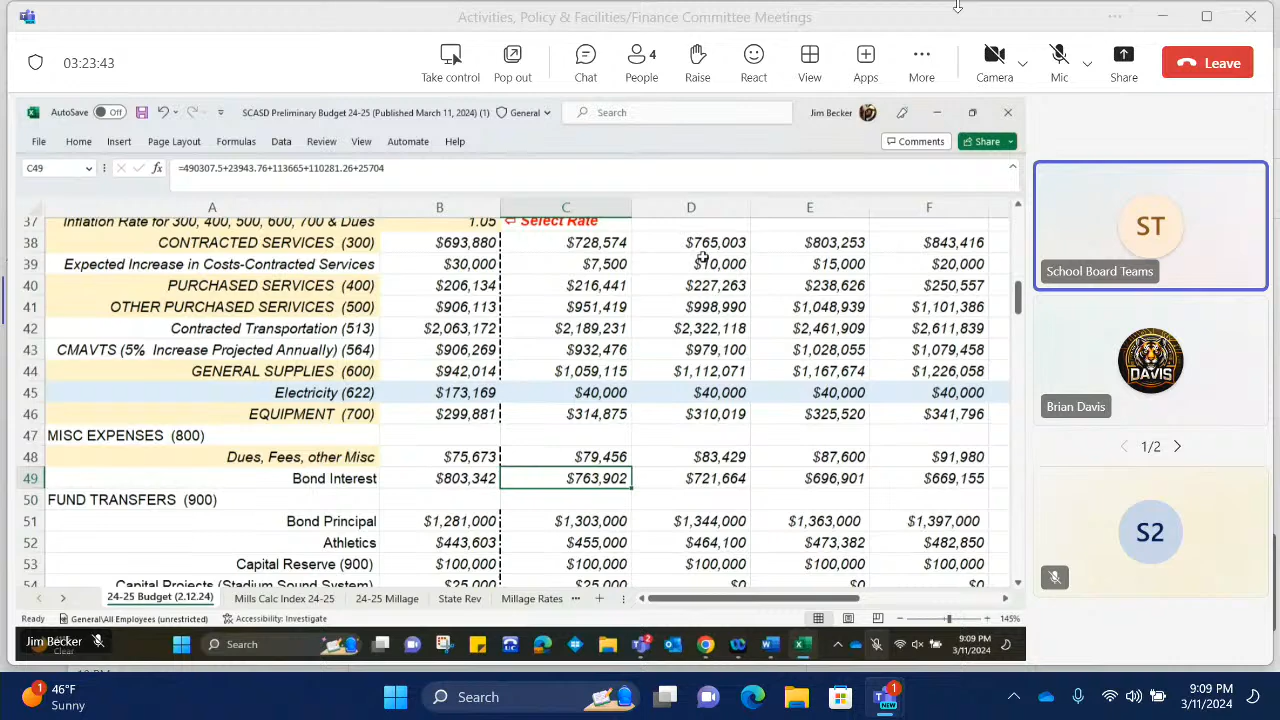 Activities, Policy & Facilities/Finance Committee Meetings
03:23:43
Take control
Pop out
Chat
4
People
Raise
React
View
Apps
More
Camera
Mic
Share
Leave
AutoSave Off
SCASD Preliminary Budget 24-25 (Published March 11, 2024) (1)
General
Search
Jim Becker
File Home Insert Page Layout Formulas Data Review View Automate Help
Comments
Share
C49
fx
=490307.5+23943.76+113665+110281.26+25704
A B C D E F
37 Inflation Rate for 300, 400, 500, 600, 700 & Dues 1.05 ⇐ Select Rate
38 CONTRACTED SERVICES (300) $693,880 $728,574 $765,003 $803,253 $843,416
39 Expected Increase in Costs-Contracted Services $30,000 $7,500 $10,000 $15,000 $20,000
40 PURCHASED SERVICES (400) $206,134 $216,441 $227,263 $238,626 $250,557
41 OTHER PURCHASED SERIVICES (500) $906,113 $951,419 $998,990 $1,048,939 $1,101,386
42 Contracted Transportation (513) $2,063,172 $2,189,231 $2,322,118 $2,461,909 $2,611,839
43 CMAVTS (5% Increase Projected Annually) (564) $906,269 $932,476 $979,100 $1,028,055 $1,079,458
44 GENERAL SUPPLIES (600) $942,014 $1,059,115 $1,112,071 $1,167,674 $1,226,058
45 Electricity (622) $173,169 $40,000 $40,000 $40,000 $40,000
46 EQUIPMENT (700) $299,881 $314,875 $310,019 $325,520 $341,796
47 MISC EXPENSES (800)
48 Dues, Fees, other Misc $75,673 $79,456 $83,429 $87,600 $91,980
49 Bond Interest $803,342 $763,902 $721,664 $696,901 $669,155
50 FUND TRANSFERS (900)
51 Bond Principal $1,281,000 $1,303,000 $1,344,000 $1,363,000 $1,397,000
52 Athletics $443,603 $455,000 $464,100 $473,382 $482,850
53 Capital Reserve (900) $100,000 $100,000 $100,000 $100,000 $100,000
54 Capital Projects (Stadium Sound System) $25,000 $25,000 $0 $0 $0
24-25 Budget (2.12.24) Mills Calc Index 24-25 24-25 Millage State Rev Millage Rates
Ready General\All Employees (unrestricted) Accessibility: Investigate 145%
Jim Becker
Clear
Search
9:09 PM
3/11/2024
ST
School Board Teams
DAVIS
Brian Davis
1/2
S2
46°F
Sunny
1
Search
1
NEW
9:09 PM
3/11/2024